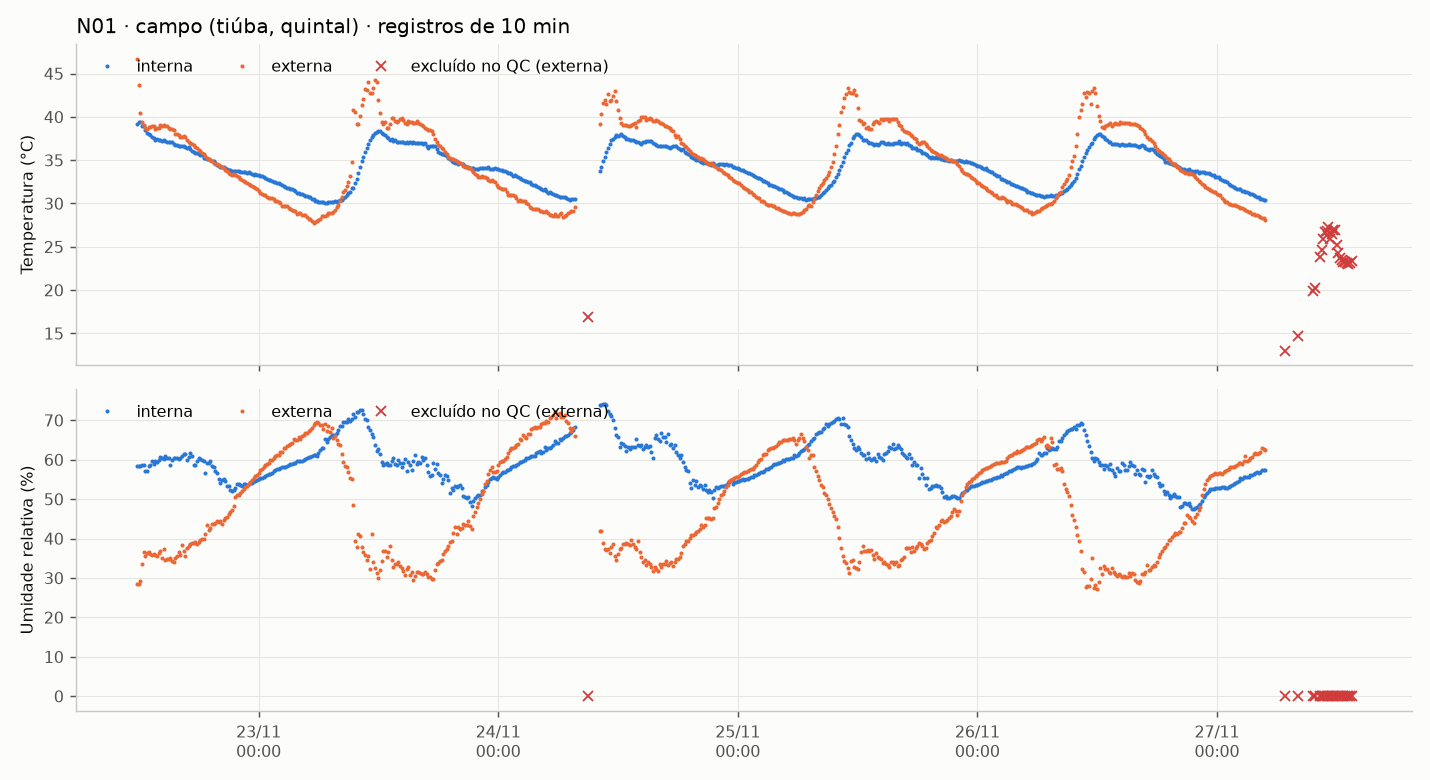 N01 · campo (tiúba, quintal) · registros de 10 min
interna externa excluído no QC (externa)
Temperatura (°C)
45
40
35
30
25
20
15
interna externa excluído no QC (externa)
Umidade relativa (%)
70
60
50
40
30
20
10
0
23/11 24/11 25/11 26/11 27/11
00:00 00:00 00:00 00:00 00:00